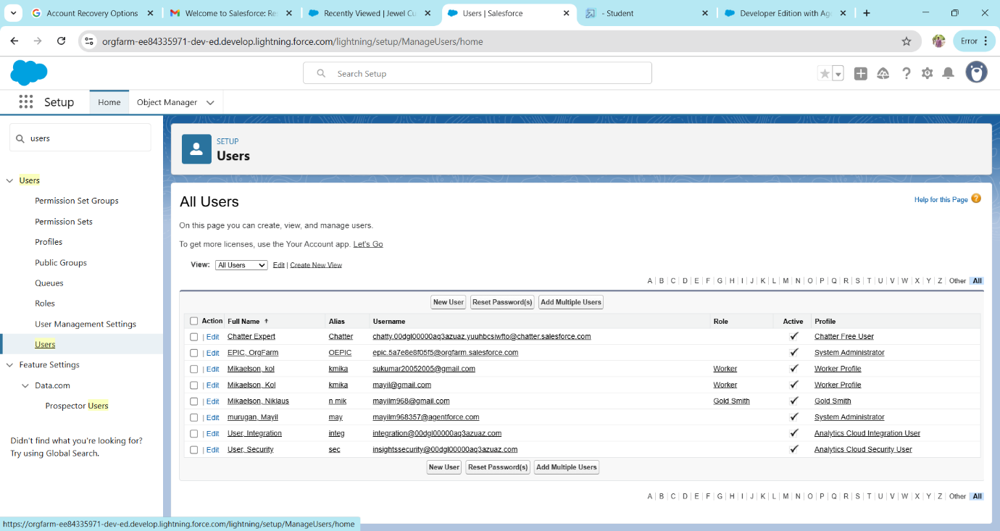 Account Recovery Options
Welcome to Salesforce: Re
Recently Viewed | Jewel Cu
Users | Salesforce
- Student
Developer Edition with Ag
orgfarm-ee84335971-dev-ed.develop.lightning.force.com/lightning/setup/ManageUsers/home
Error
Search Setup
Setup
Home
Object Manager
users
Users
Permission Set Groups
Permission Sets
Profiles
Public Groups
Queues
Roles
User Management Settings
Users
Feature Settings
Data.com
Prospector Users
Didn't find what you're looking for?
Try using Global Search.
SETUP
Users
All Users
Help for this Page ?
On this page you can create, view, and manage users.
To get more licenses, use the Your Account app. Let's Go
View: All Users Edit | Create New View
A | B | C | D | E | F | G | H | I | J | K | L | M | N | O | P | Q | R | S | T | U | V | W | X | Y | Z | Other All
New User Reset Password(s) Add Multiple Users
Action Full Name ↑ Alias Username Role Active Profile
| Edit Chatter Expert Chatter chatty.00dgl00000aq3azuaz.yuuhbcsiwfto@chatter.salesforce.com ✓ Chatter Free User
| Edit EPIC, OrgFarm OEPIC epic.5a7e8e8f05f5@orgfarm.salesforce.com ✓ System Administrator
| Edit Mikaelson, kol kmika sukumar20052005@gmail.com Worker ✓ Worker Profile
| Edit Mikaelson, Kol kmika mayil@gmail.com Worker ✓ Worker Profile
| Edit Mikaelson, Niklaus n mik mayilm968@gmail.com Gold Smith ✓ Gold Smith
| Edit murugan, Mayil may mayilm968357@agentforce.com ✓ System Administrator
| Edit User, Integration integ integration@00dgl00000aq3azuaz.com ✓ Analytics Cloud Integration User
| Edit User, Security sec insightssecurity@00dgl00000aq3azuaz.com ✓ Analytics Cloud Security User
New User Reset Password(s) Add Multiple Users
A | B | C | D | E | F | G | H | I | J | K | L | M | N | O | P | Q | R | S | T | U | V | W | X | Y | Z | Other All
https://orgfarm-ee84335971-dev-ed.develop.lightning.force.com/lightning/setup/ManageUsers/home